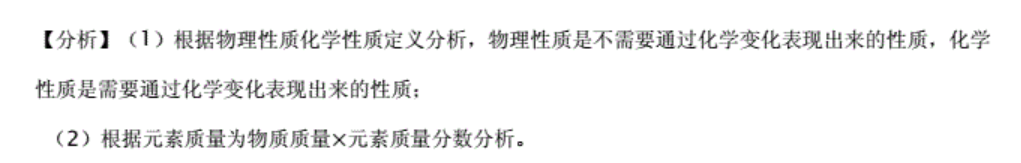 【分析】（1）根据物理性质化学性质定义分析，物理性质是不需要通过化学变化表现出来的性质，化学
性质是需要通过化学变化表现出来的性质；
（2）根据元素质量为物质质量×元素质量分数分析。